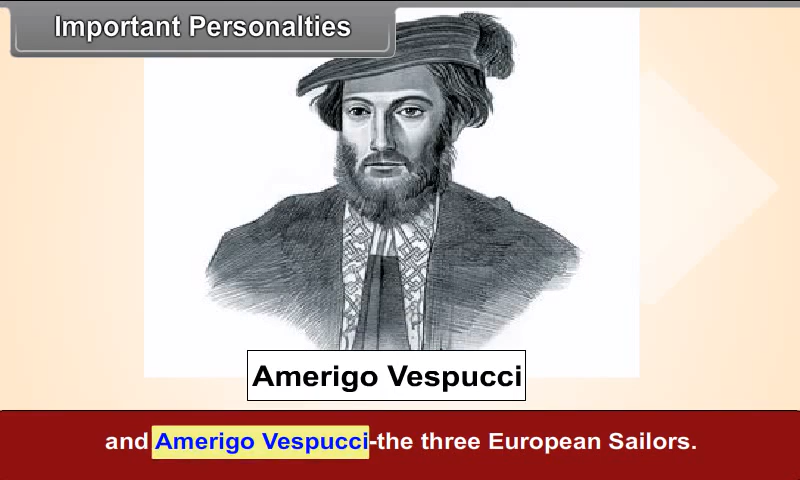 Important Personalties
Amerigo Vespucci
and Amerigo Vespucci-the three European Sailors.